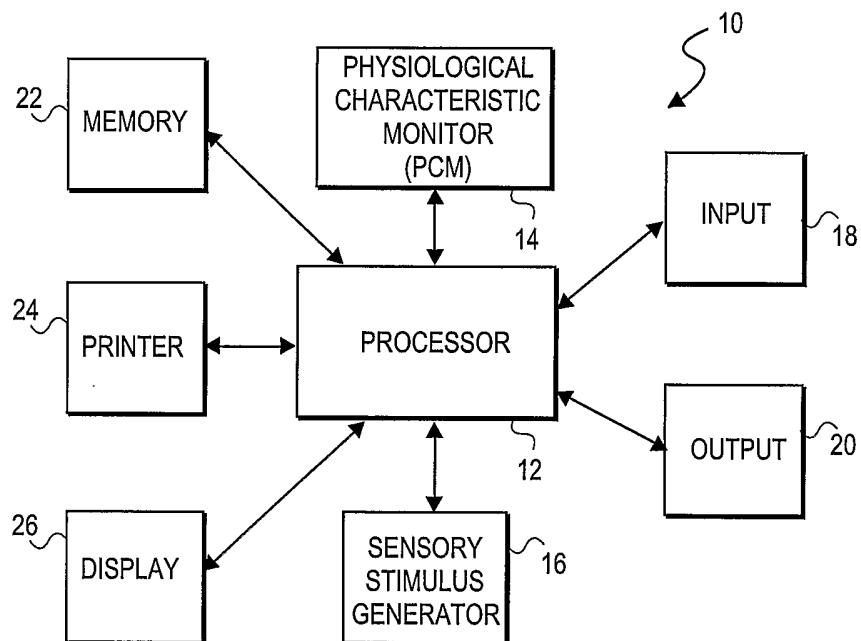 10
22
MEMORY
PHYSIOLOGICAL
CHARACTERISTIC
MONITOR
(PCM)
14
INPUT
18
24
PRINTER
PROCESSOR
12
OUTPUT
20
26
DISPLAY
SENSORY
STIMULUS
GENERATOR
16